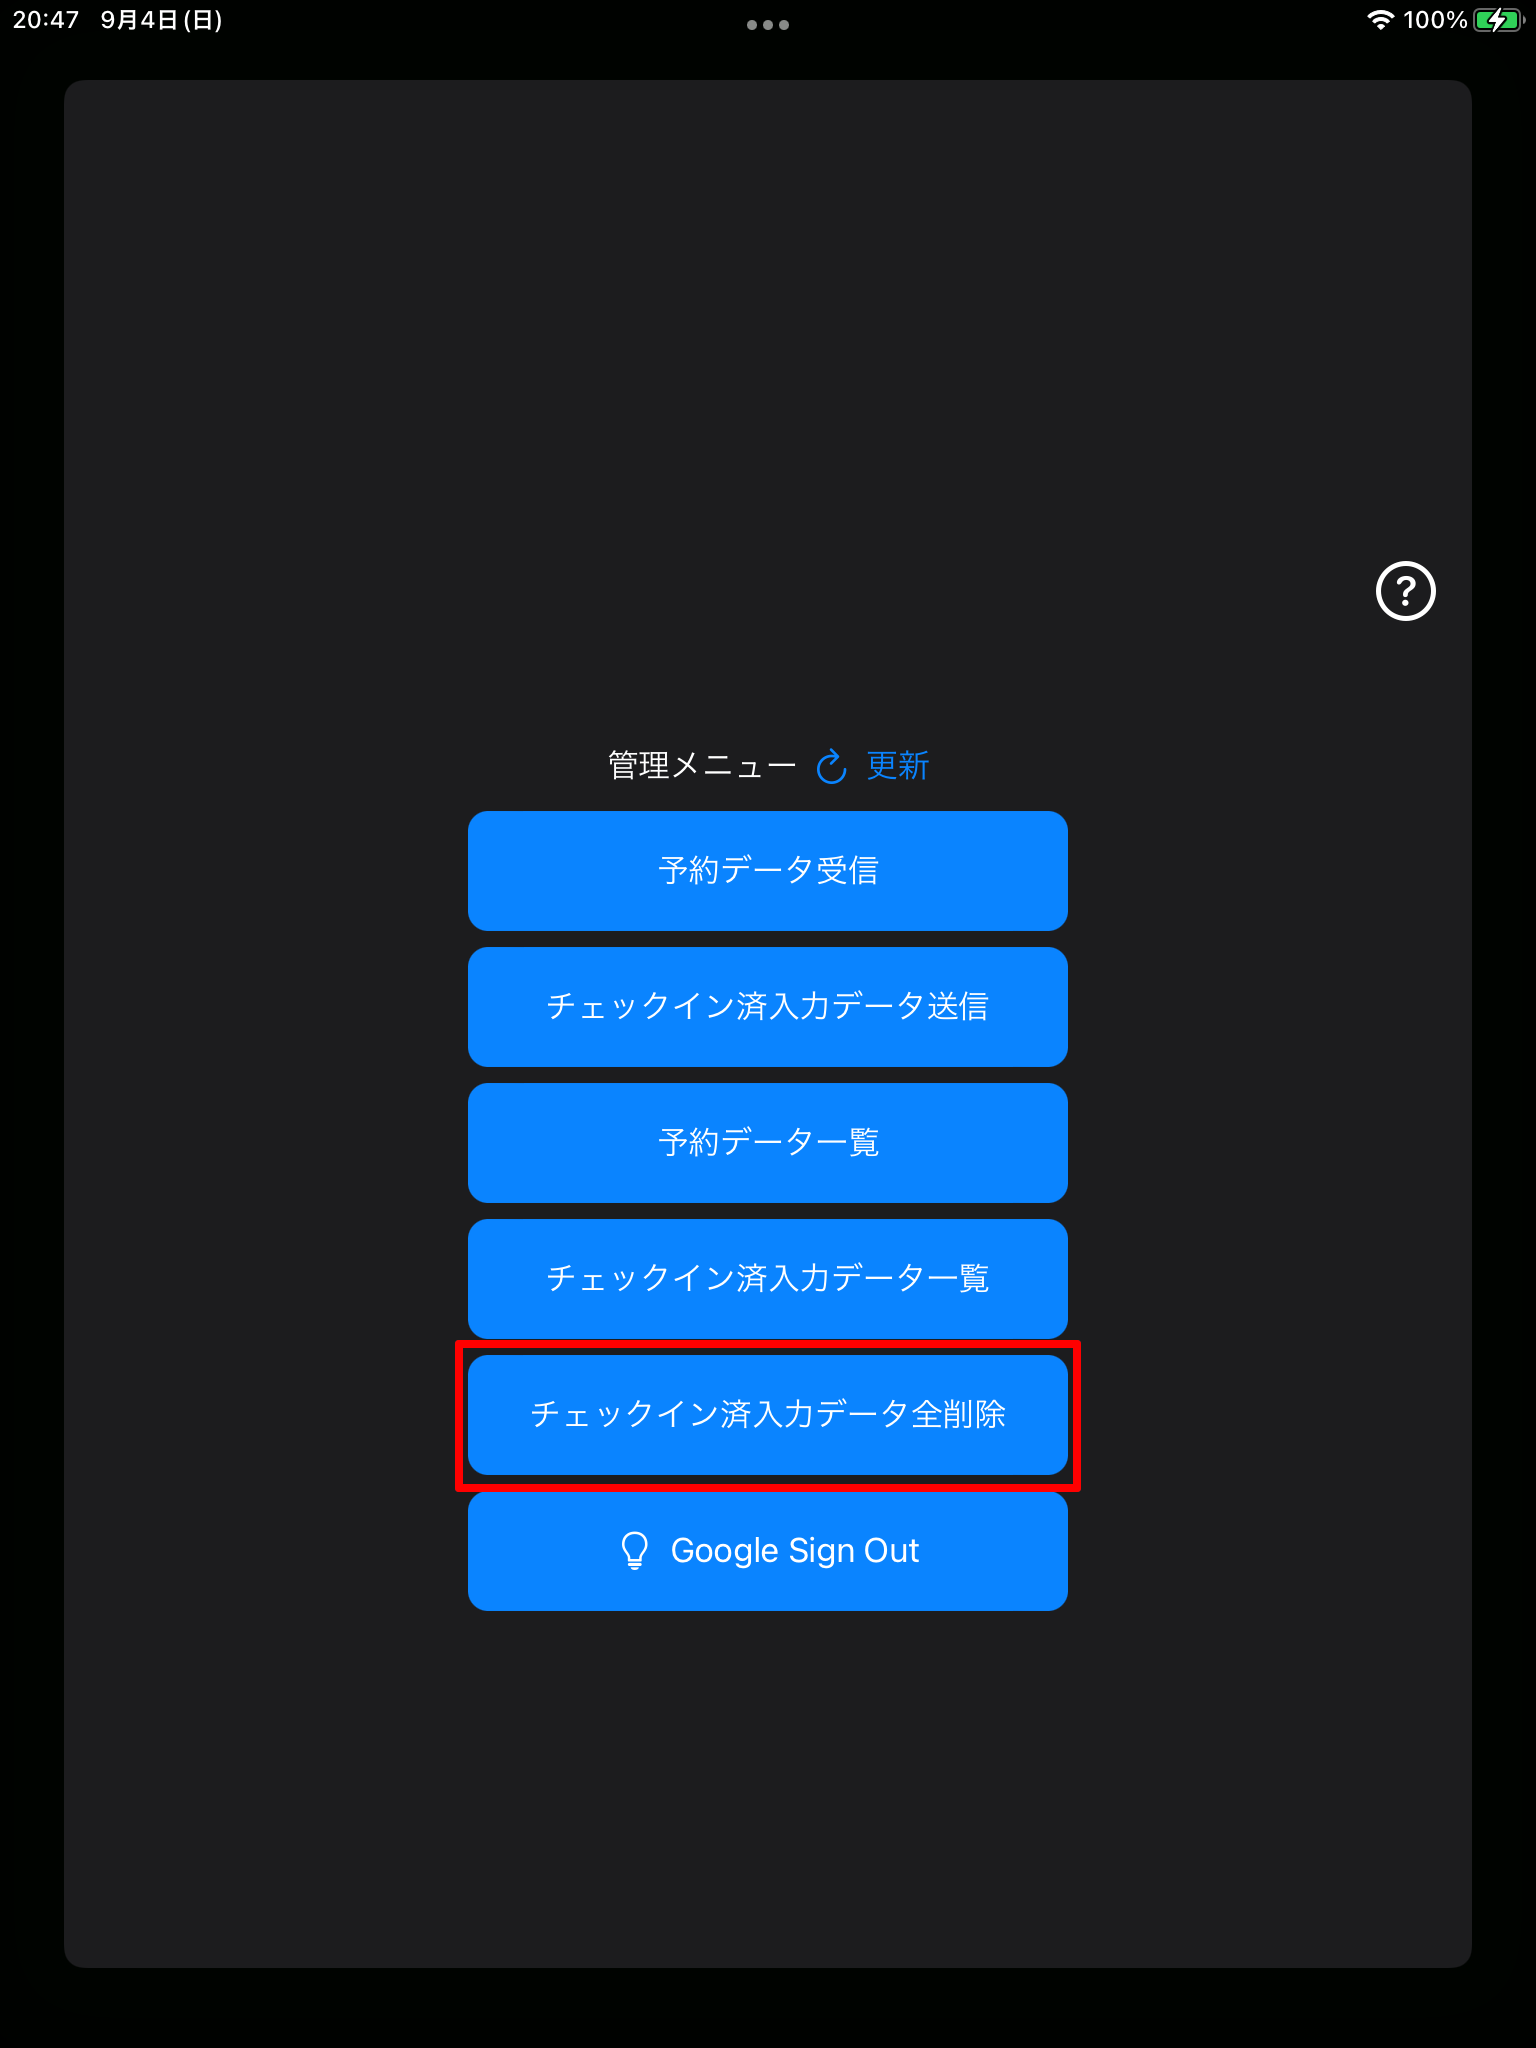 20:47 9月4日(日) 100%
管理メニュー 更新
予約データ受信
チェックイン済入力データ送信
予約データ一覧
チェックイン済入力データ一覧
チェックイン済入力データ全削除
Google Sign Out